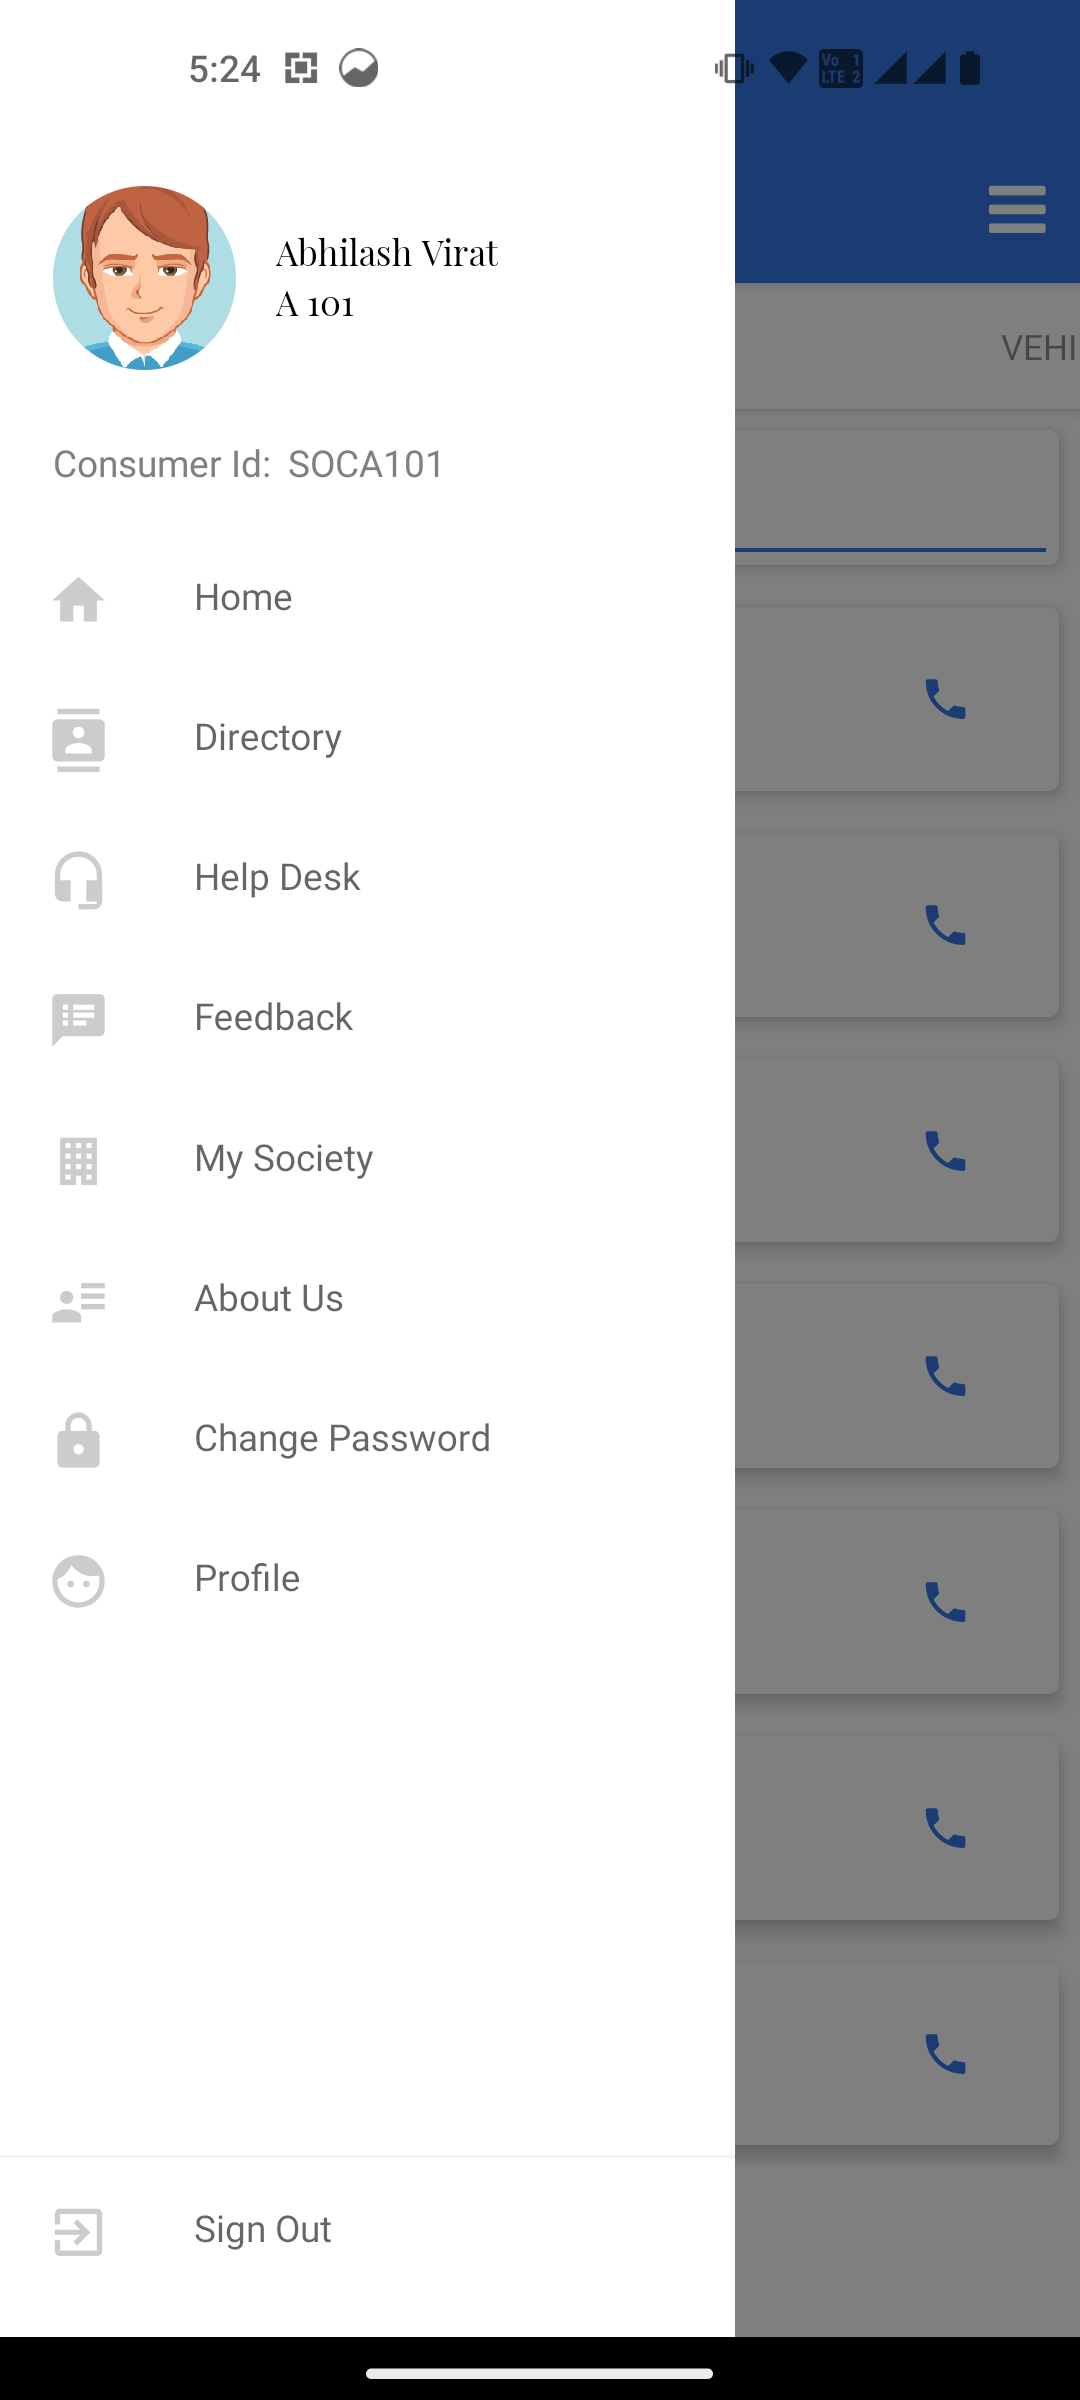 5:24
Vo 1
LTE 2
Abhilash Virat
A 101
VEHI
Consumer Id: SOCA101
Home
Directory
Help Desk
Feedback
My Society
About Us
Change Password
Profile
Sign Out